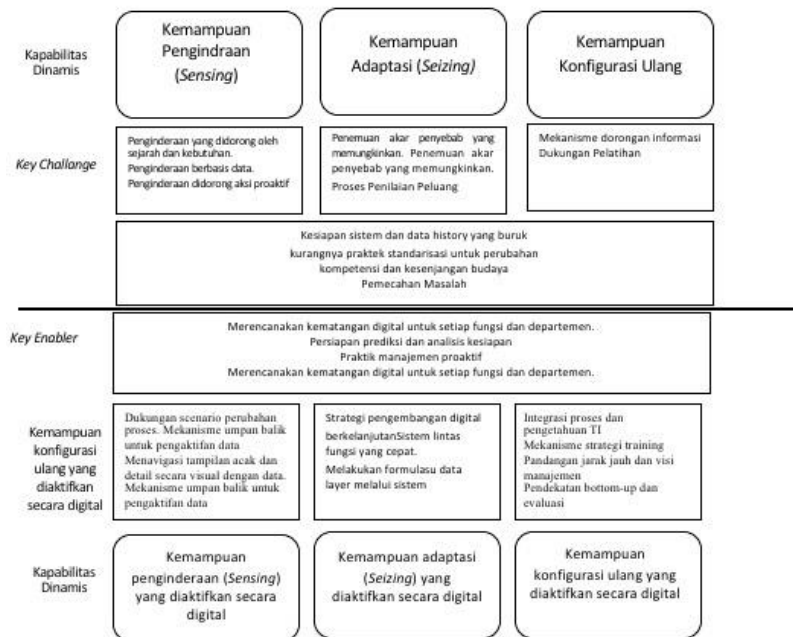 Kapabilitas
Dinamis
Kemampuan
Pengindraan
(Sensing)
Kemampuan
Adaptasi (Seizing)
Kemampuan
Konfigurasi Ulang
Key Challange
Penginderaan yang didorong oleh
sejarah dan kebutuhan.
Penginderaan berbasis data.
Penginderaan didorong aksi proaktif
Penemuan akar penyebab yang
memungkinkan. Penemuan akar
penyebab yang memungkinkan.
Proses Penilaian Peluang
Mekanisme dorongan informasi
Dukungan Pelatihan
Kesiapan sistem dan data history yang buruk
kurangnya praktek standarisasi untuk perubahan
kompetensi dan kesenjangan budaya
Pemecahan Masalah
Key Enabler
Merencanakan kematangan digital untuk setiap fungsi dan departemen.
Persiapan prediksi dan analisis kesiapan
Praktik manajemen proaktif
Merencanakan kematangan digital untuk setiap fungsi dan departemen.
Kemampuan
konfigurasi
ulang yang
diaktifkan
secara digital
Dukungan scenario perubahan
proses. Mekanisme umpan balik
untuk pengaktifan data
Menavigasi tampilan acak dan
detail secara visual dengan data.
Mekanisme umpan balik untuk
pengaktifan data
Strategi pengembangan digital
berkelanjutanSistem lintas
fungsi yang cepat.
Melakukan formulasu data
layer melalui sistem
Integrasi proses dan
pengetahuan TI
Mekanisme strategi training
Pandangan jarak jauh dan visi
manajemen
Pendekatan bottom-up dan
evaluasi
Kapabilitas
Dinamis
Kemampuan
penginderaan (Sensing)
yang diaktifkan secara
digital
Kemampuan adaptasi
(Seizing) yang
diaktifkan secara digital
Kemampuan
konfigurasi ulang yang
diaktifkan secara digital